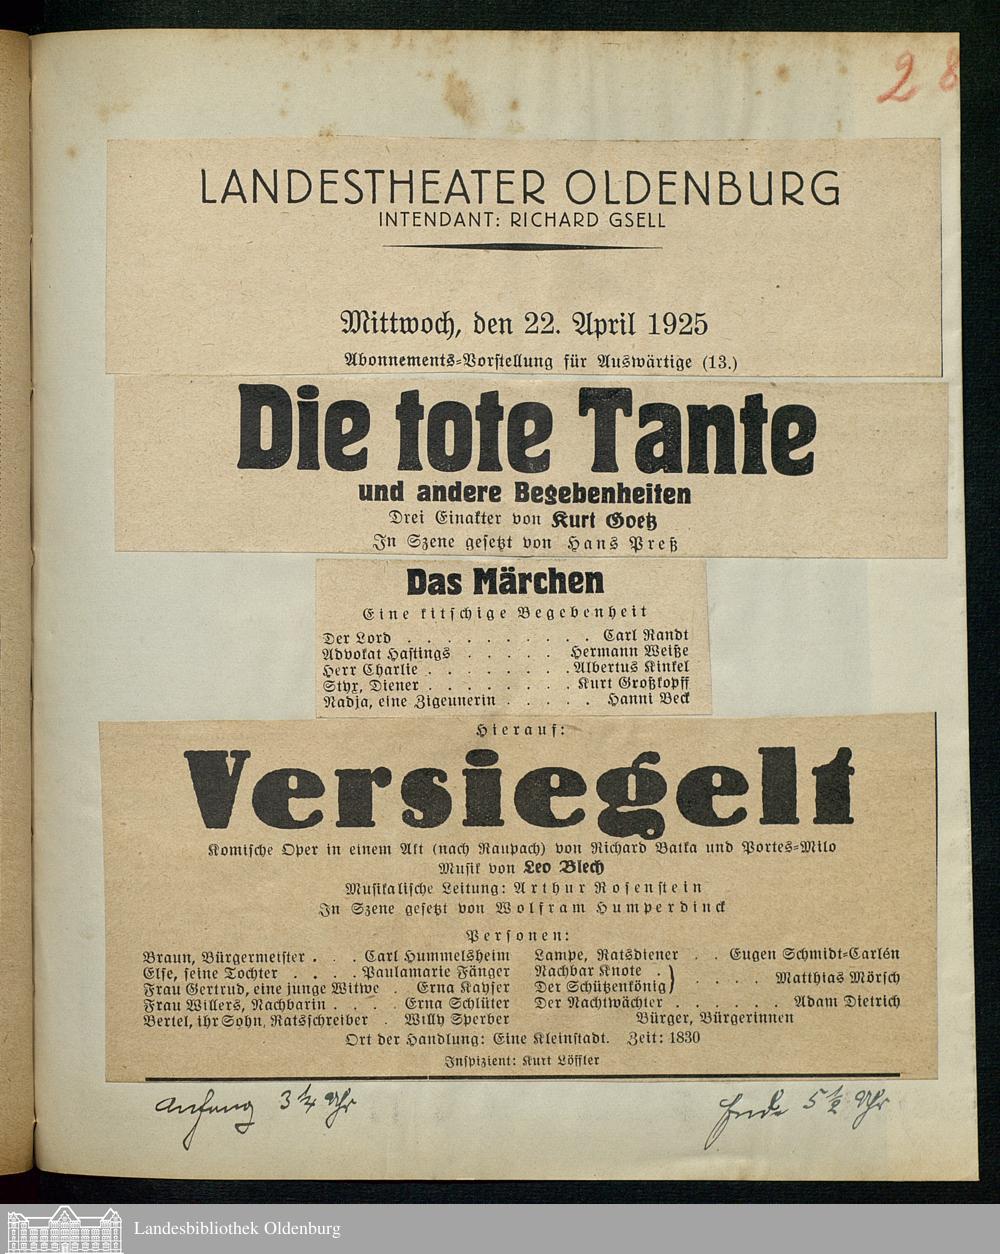 28
LANDESTHEATER OLDENBURG
INTENDANT: RICHARD GSELL
Mittwoch, den 22. April 1925
Abonnements-Vorstellung für Auswärtige (13.)
Die tote Tante
und andere Begebenheiten
Drei Einakter von Kurt Goetz
In Szene gesetzt von Hans Preß
Das Märchen
Eine kitschige Begebenheit
Der Lord . . . . . . . . . . Carl Randt
Advokat Hastings . . . . . Hermann Weiße
Herr Charlie . . . . . . . . Albertus Kinkel
Styx, Diener . . . . . . . . Kurt Großkopff
Nadja, eine Zigeunerin . . . . . Hanni Beck
Hierauf:
Versiegelt
Komische Oper in einem Akt (nach Raupach) von Richard Batka und Portes-Milo
Musik von Leo Blech
Musikalische Leitung: Arthur Rosenstein
In Szene gesetzt von Wolfram Humperdinck
Personen:
Braun, Bürgermeister . . . Carl Hummelsheim
Else, seine Tochter . . . . Paulamarie Fänger
Frau Gertrud, eine junge Witwe . Erna Kayser
Frau Willers, Nachbarin . . . . Erna Schlüter
Bertel, ihr Sohn, Ratsschreiber . Willy Sperber
Lampe, Ratsdiener . . Eugen Schmidt-Carlén
Nachbar Knote . }
Der Schützenkönig } . . . . Matthias Mörsch
Der Nachtwächter . . . . . . Adam Dietrich
Bürger, Bürgerinnen
Ort der Handlung: Eine Kleinstadt. Zeit: 1830
Inspizient: Kurt Löffler
Anfang 3 1/4 Uhr
Ende 5 1/2 Uhr
Landesbibliothek Oldenburg